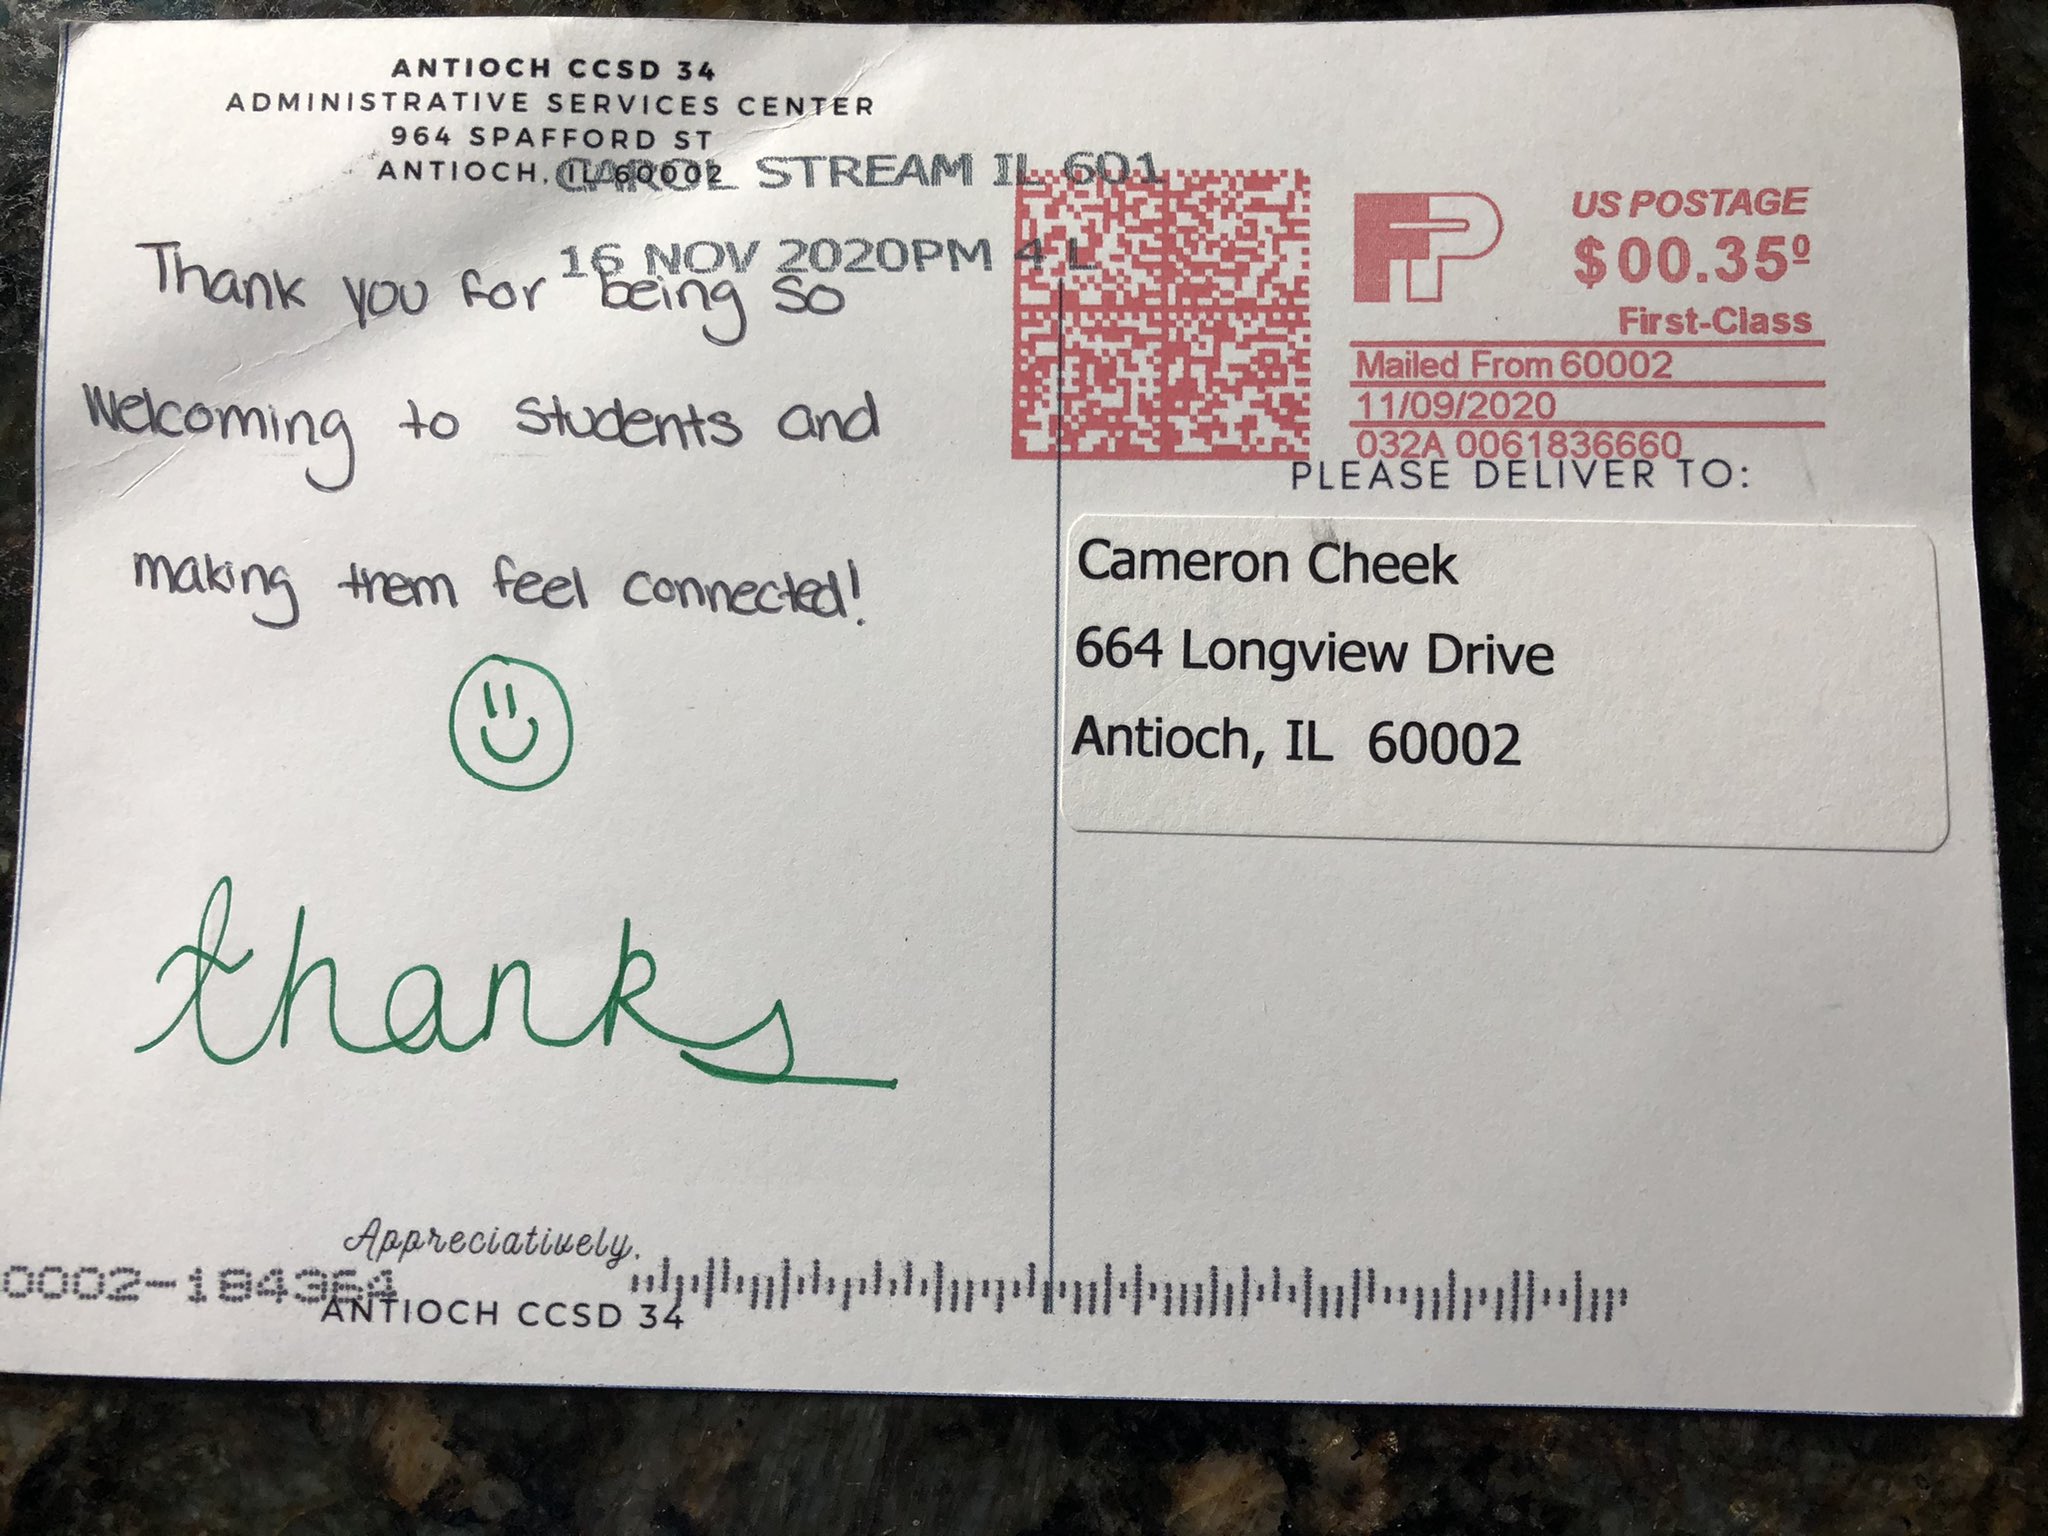 ANTIOCH CCSD 34
ADMINISTRATIVE SERVICES CENTER
964 SPAFFORD ST
ANTIOCH, IL 60002
CAROL STREAM IL 601
16 NOV 2020PM 4 L
FP
US POSTAGE
$00.35⁰
First-Class
Mailed From 60002
11/09/2020
032A 0061836660
Thank you for being so
Welcoming to students and
making them feel connected!
thanks
PLEASE DELIVER TO:
Cameron Cheek
664 Longview Drive
Antioch, IL 60002
Appreciatively,
0002-184364
ANTIOCH CCSD 34